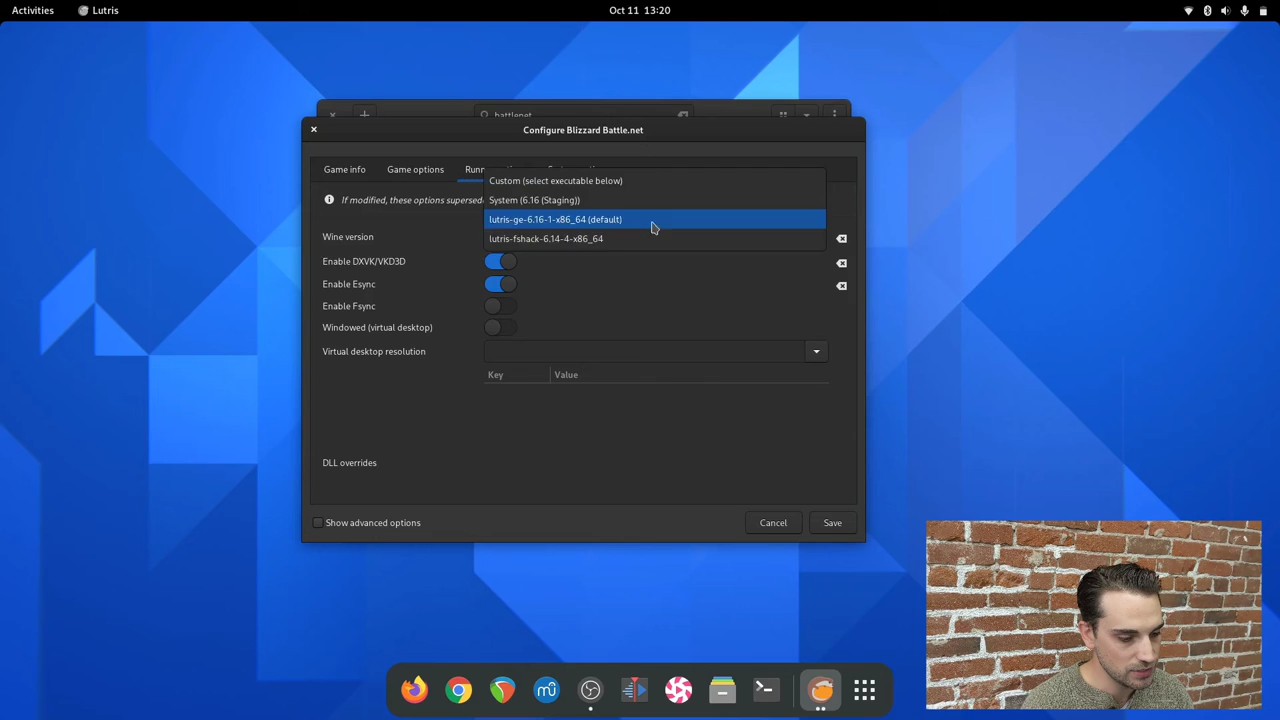 Activities
Lutris
Oct 11 13:20
Configure Blizzard Battle.net
Game info
Game options
Custom (select executable below)
If modified, these options supersed
System (6.16 (Staging))
lutris-ge-6.16-1-x86_64 (default)
Wine version
lutris-fshack-6.14-4-x86_64
Enable DXVK/VKD3D
Enable Esync
Enable Fsync
Windowed (virtual desktop)
Virtual desktop resolution
Key
Value
DLL overrides
Show advanced options
Cancel
Save